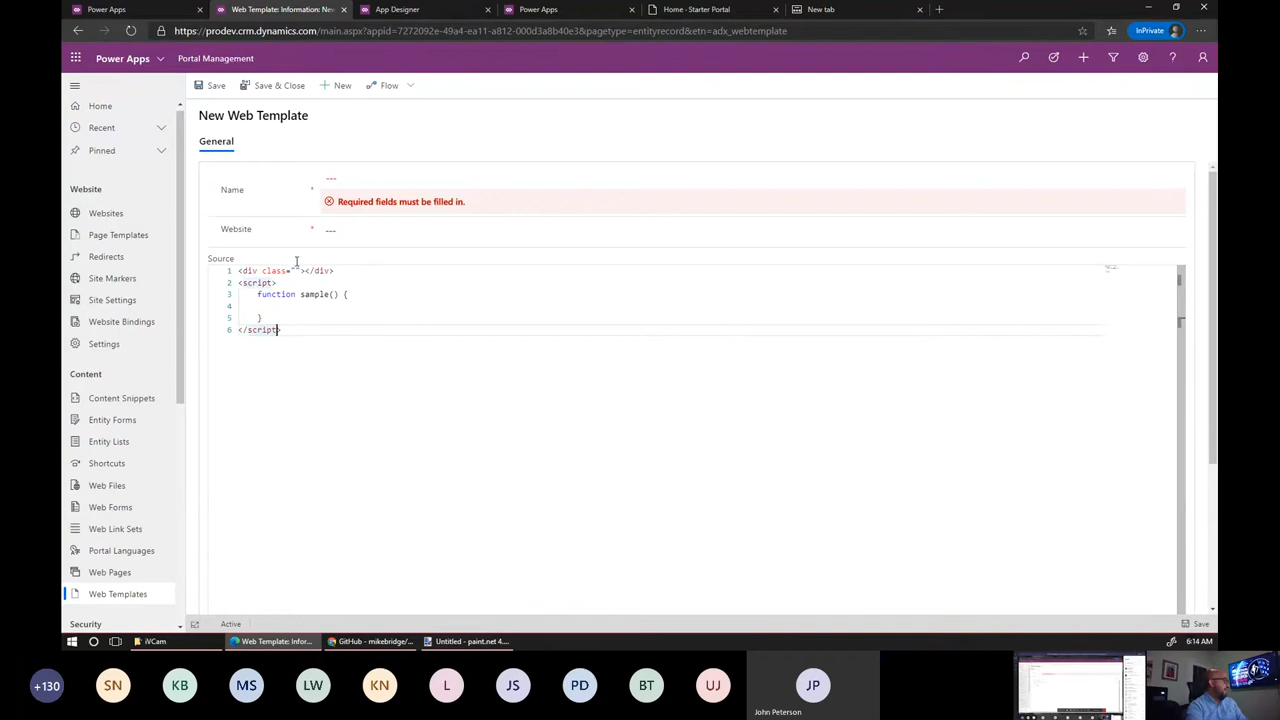 Power Apps
Web Template: Information: Nev
App Designer
Power Apps
Home - Starter Portal
New tab
https://prodev.crm.dynamics.com/main.aspx?appid=7272092e-49a4-ea11-a812-000d3a8b40e3&pagetype=entityrecord&etn=adx_webtemplate
InPrivate
Power Apps
Portal Management
Save
Save & Close
New
Flow
New Web Template
General
Name * ---
Required fields must be filled in.
Website * ---
Source
1 <div class=""></div>
2 <script>
3 function sample() {
4
5 }
6 </script>
Home
Recent
Pinned
Website
Websites
Page Templates
Redirects
Site Markers
Site Settings
Website Bindings
Settings
Content
Content Snippets
Entity Forms
Entity Lists
Shortcuts
Web Files
Web Forms
Web Link Sets
Portal Languages
Web Pages
Web Templates
Security
Active
Save
iVCam
Web Template: Infor...
GitHub - mikebridge/...
Untitled - paint.net 4....
6:14 AM
+130
SN
KB
MS
LW
KN
L
JS
PD
BT
UJ
JP
John Peterson